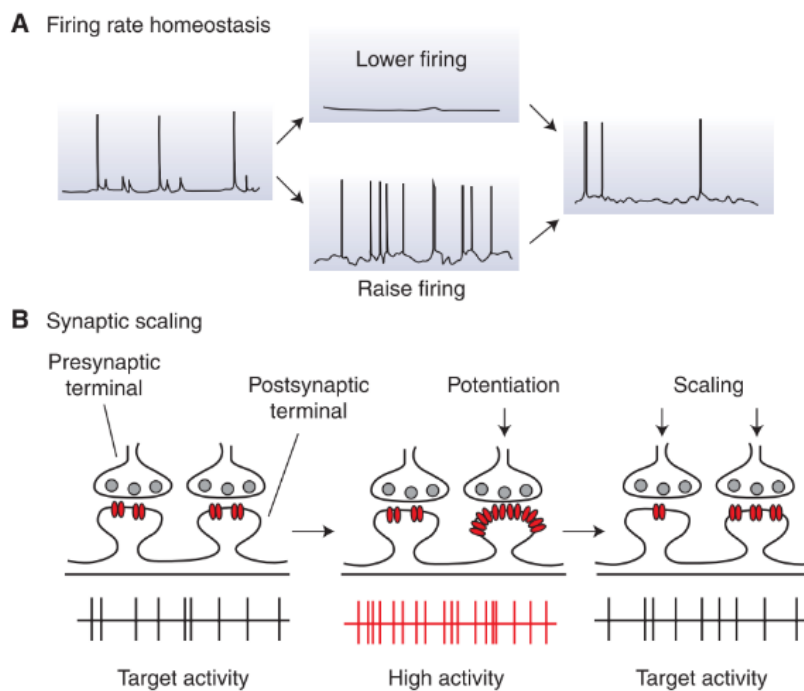 A Firing rate homeostasis
Lower firing
Raise firing
B Synaptic scaling
Presynaptic
terminal
Postsynaptic
terminal
Potentiation
Scaling
Target activity
High activity
Target activity